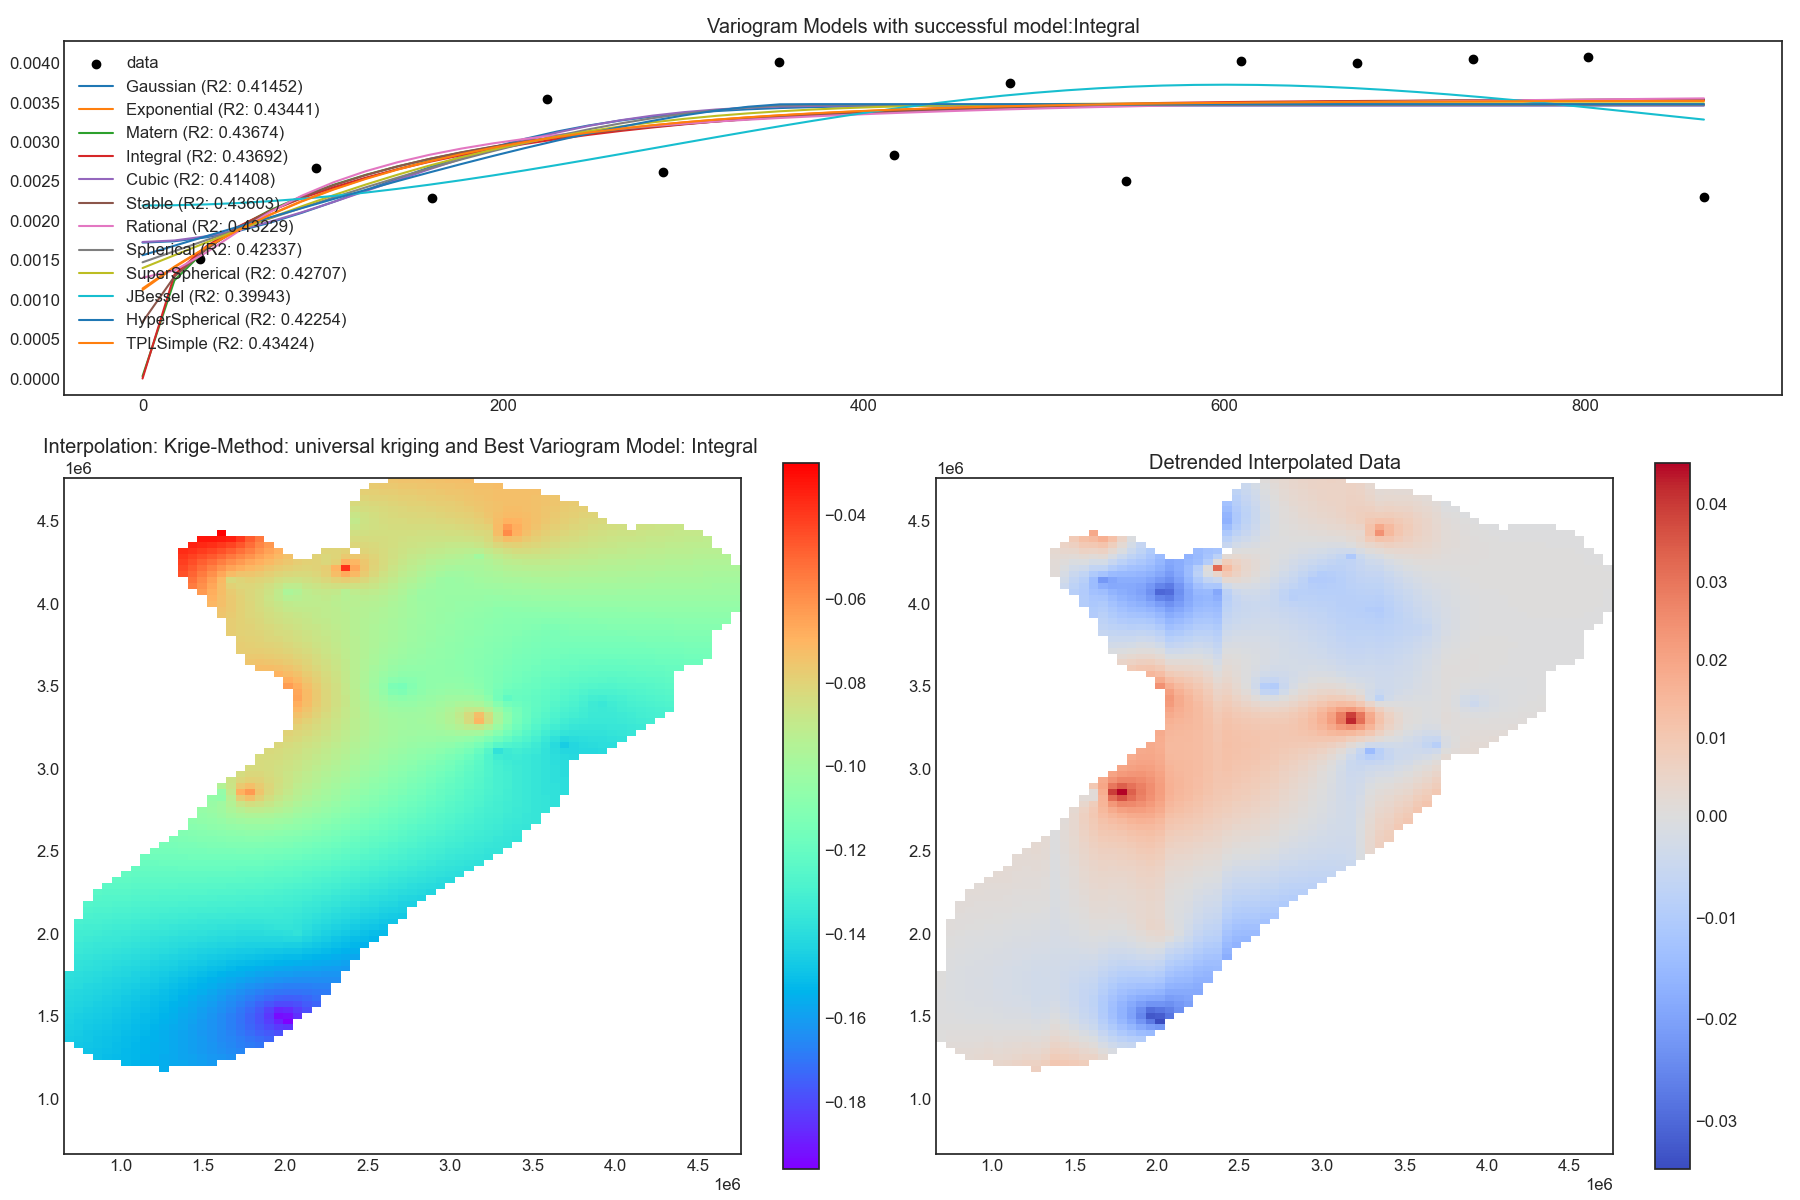 Variogram Models with successful model:Integral
0.0040
0.0035
0.0030
0.0025
0.0020
0.0015
0.0010
0.0005
0.0000
data
Gaussian (R2: 0.41452)
Exponential (R2: 0.43441)
Matern (R2: 0.43674)
Integral (R2: 0.43692)
Cubic (R2: 0.41408)
Stable (R2: 0.43603)
Rational (R2: 0.43229)
Spherical (R2: 0.42337)
SuperSpherical (R2: 0.42707)
JBessel (R2: 0.39943)
HyperSpherical (R2: 0.42254)
TPLSimple (R2: 0.43424)
0 200 400 600 800
Interpolation: Krige-Method: universal kriging and Best Variogram Model: Integral
1e6
4.5
4.0
3.5
3.0
2.5
2.0
1.5
1.0
1.0 1.5 2.0 2.5 3.0 3.5 4.0 4.5
1e6
−0.04
−0.06
−0.08
−0.10
−0.12
−0.14
−0.16
−0.18
Detrended Interpolated Data
1e6
4.5
4.0
3.5
3.0
2.5
2.0
1.5
1.0
1.0 1.5 2.0 2.5 3.0 3.5 4.0 4.5
1e6
0.04
0.03
0.02
0.01
0.00
−0.01
−0.02
−0.03